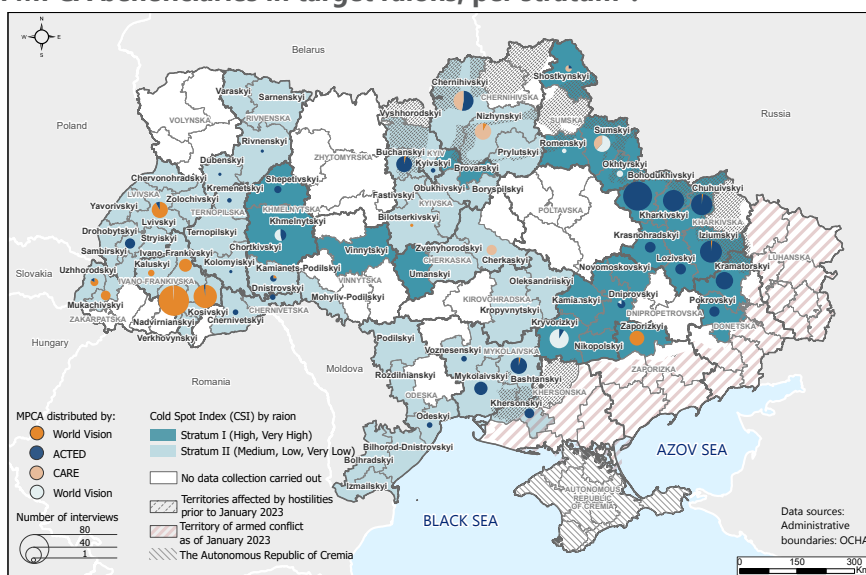 MPCA beneficiaries in target raions, per stratum
N
W E
S
Belarus
Poland
Russia
Slovakia
Hungary
Romania
Moldova
Varaskyi
Sarnenskyi
VOLYNSKA
RIVNENSKA
Rivnenskyi
Dubenskyi
Chervonohradskyi
Kremenetskyi
Shepetivskyi
LVIVSKA
Zolochivskyi
Yavorivskyi
TERNOPILSKA
KHMELNYTSKA
Lvivskyi
Khmelnytskyi
Drohobytskyi
Stryiskyi
Ternopilskyi
Sambirskyi
Ivano-Frankivskyi
Chortkivskyi
Uzhhorodskyi
Kaluskyi
Kolomyiskyi
IVANO-FRANKIVSKA
Kamianets-Podilskyi
Mukachivskyi
Dnistrovskyi
ZAKARPATSKA
Nadvirnianskyi
Kosivskyi
CHERNIVETSKA
Chernivetskyi
Verkhovynskyi
Mohyliv-Podilskyi
ZHYTOMYRSKA
Vinnytskyi
VINNYTSKA
Chernihivskyi
CHERNIHIVSKA
Nizhynskyi
Prylutskyi
Vyshhorodskyi
KYIV
Buchanskyi
Kyivskyi
Brovarskyi
Fastivskyi
Obukhivskyi
Boryspilskyi
KYIVSKA
Bilotserkivskyi
Zvenyhorodskyi
CHERKASKA
Cherkaskyi
Umanskyi
Shostkynskyi
SUMSKA
Sumskyi
Romenskyi
Okhtyrskyi
Bohodukhivskyi
Chuhuivskyi
KHARKIVSKA
Kharkivskyi
POLTAVSKA
Krasnohradskyi
Iziumskyi
Lozivskyi
Kramatorskyi
LUHANSKA
Novomoskovskyi
Oleksandriiskyi
Kamianskyi
Dniprovskyi
Pokrovskyi
KIROVOHRADSKA
DNIPROPETROVSKA
DONETSKA
Kropyvnytskyi
Kryvorizkyi
Zaporizkyi
Nikopolskyi
ZAPORIZKA
Podilskyi
Voznesenskyi
MYKOLAIVSKA
Rozdilnianskyi
Mykolaivskyi
Bashtanskyi
KHERSONSKA
ODESKA
Khersonskyi
Odeskyi
Bilhorod-Dnistrovskyi
Bolhradskyi
Izmailskyi
AUTONOMOUS
REPUBLIC
OF CREMIA
AZOV SEA
BLACK SEA
MPCA distributed by:
World Vision
ACTED
CARE
World Vision
Number of interviews
80
40
1
Cold Spot Index (CSI) by raion
Stratum I (High, Very High)
Stratum II (Medium, Low, Very Low)
No data collection carried out
Territories affected by hostilities
prior to January 2023
Territory of armed conflict
as of January 2023
The Autonomous Republic of Cremia
Data sources:
Administrative
boundaries: OCHA
0 150 300
Km